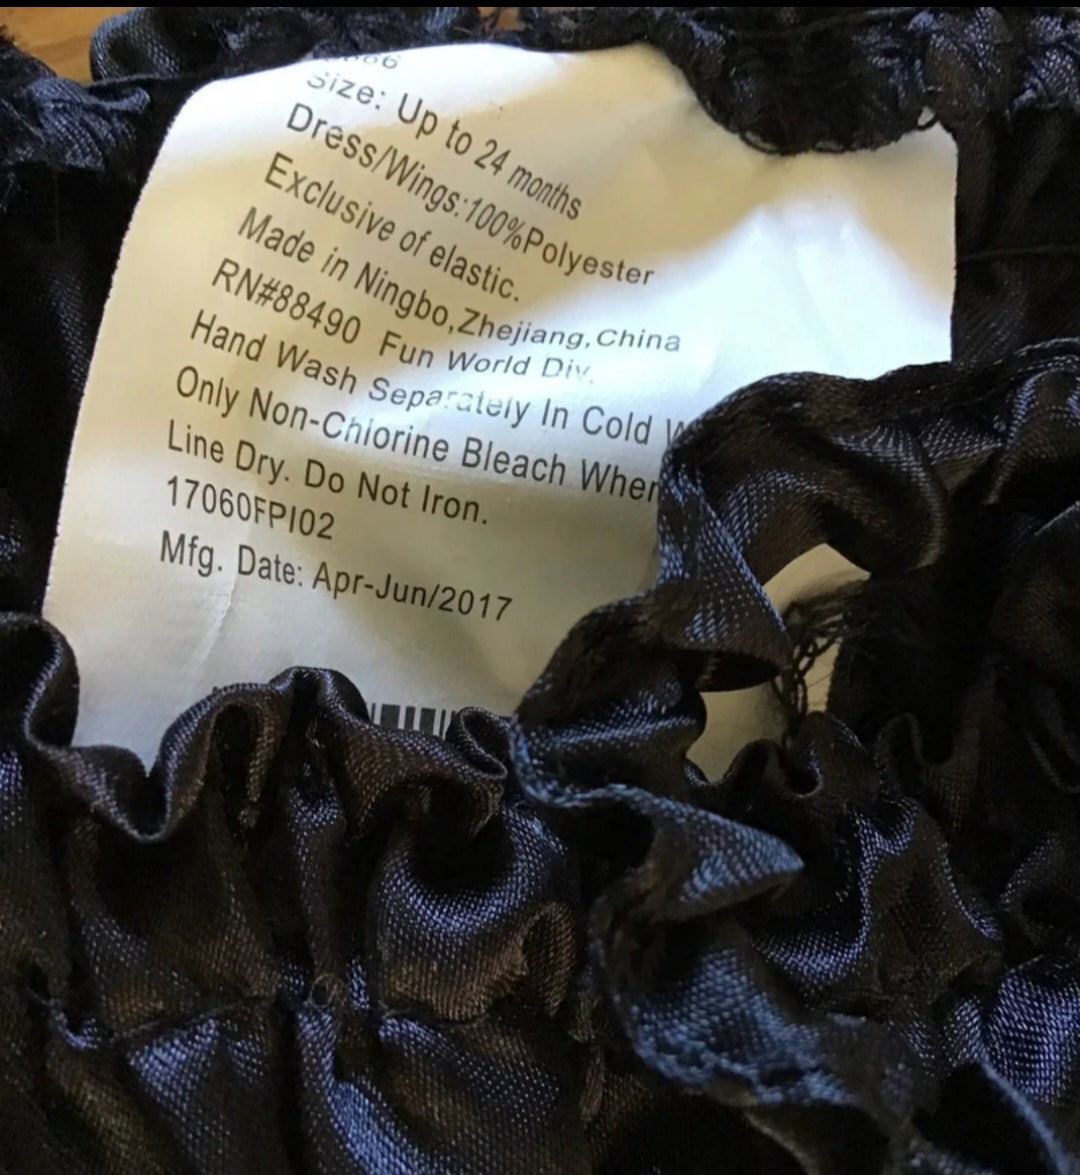 66
Size: Up to 24 months
Dress/Wings:100%Polyester
Exclusive of elastic.
Made in Ningbo,Zhejiang,China
RN#88490 Fun World Div.
Hand Wash Separately In Cold
Only Non-Chlorine Bleach When
Line Dry. Do Not Iron.
17060FPI02
Mfg. Date: Apr-Jun/2017